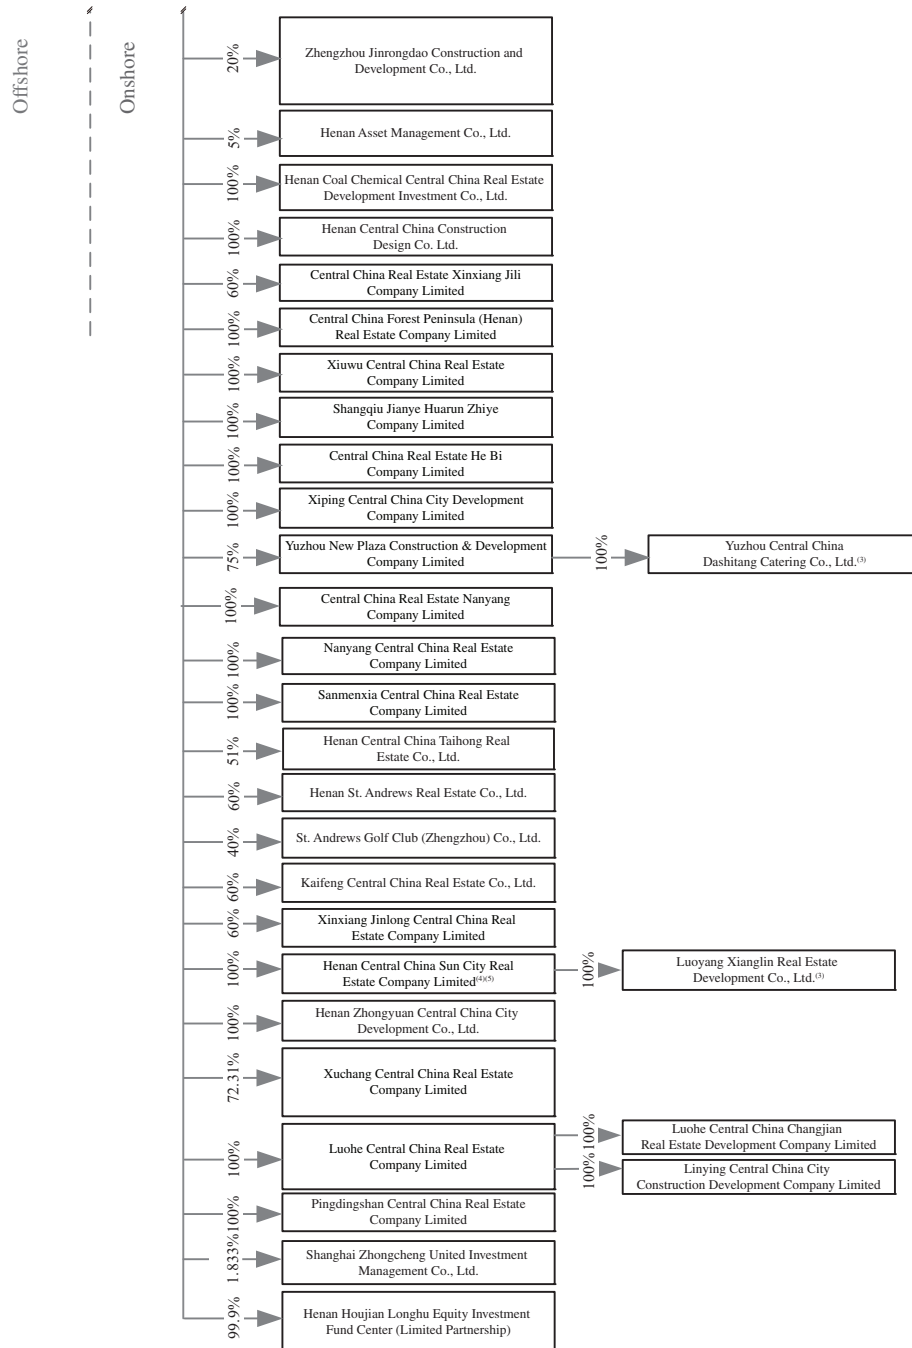 Offshore
Onshore
20%
Zhengzhou Jinrongdao Construction and
Development Co., Ltd.
5%
Henan Asset Management Co., Ltd.
100%
Henan Coal Chemical Central China Real Estate
Development Investment Co., Ltd.
100%
Henan Central China Construction
Design Co. Ltd.
60%
Central China Real Estate Xinxiang Jili
Company Limited
100%
Central China Forest Peninsula (Henan)
Real Estate Company Limited
100%
Xiuwu Central China Real Estate
Company Limited
100%
Shangqiu Jianye Huarun Zhiye
Company Limited
100%
Central China Real Estate He Bi
Company Limited
100%
Xiping Central China City Development
Company Limited
75%
Yuzhou New Plaza Construction & Development
Company Limited
100%
Yuzhou Central China
Dashitang Catering Co., Ltd.(3)
100%
Central China Real Estate Nanyang
Company Limited
100%
Nanyang Central China Real Estate
Company Limited
100%
Sanmenxia Central China Real Estate
Company Limited
51%
Henan Central China Taihong Real
Estate Co., Ltd.
60%
Henan St. Andrews Real Estate Co., Ltd.
40%
St. Andrews Golf Club (Zhengzhou) Co., Ltd.
60%
Kaifeng Central China Real Estate Co., Ltd.
60%
Xinxiang Jinlong Central China Real
Estate Company Limited
100%
Henan Central China Sun City Real
Estate Company Limited(4)(5)
100%
Luoyang Xianglin Real Estate
Development Co., Ltd.(3)
100%
Henan Zhongyuan Central China City
Development Co., Ltd.
72.31%
Xuchang Central China Real Estate
Company Limited
100%
Luohe Central China Real Estate
Company Limited
100%
Luohe Central China Changjian
Real Estate Development Company Limited
100%
Linying Central China City
Construction Development Company Limited
100%
Pingdingshan Central China Real Estate
Company Limited
1.833%
Shanghai Zhongcheng United Investment
Management Co., Ltd.
99.9%
Henan Houjian Longhu Equity Investment
Fund Center (Limited Partnership)